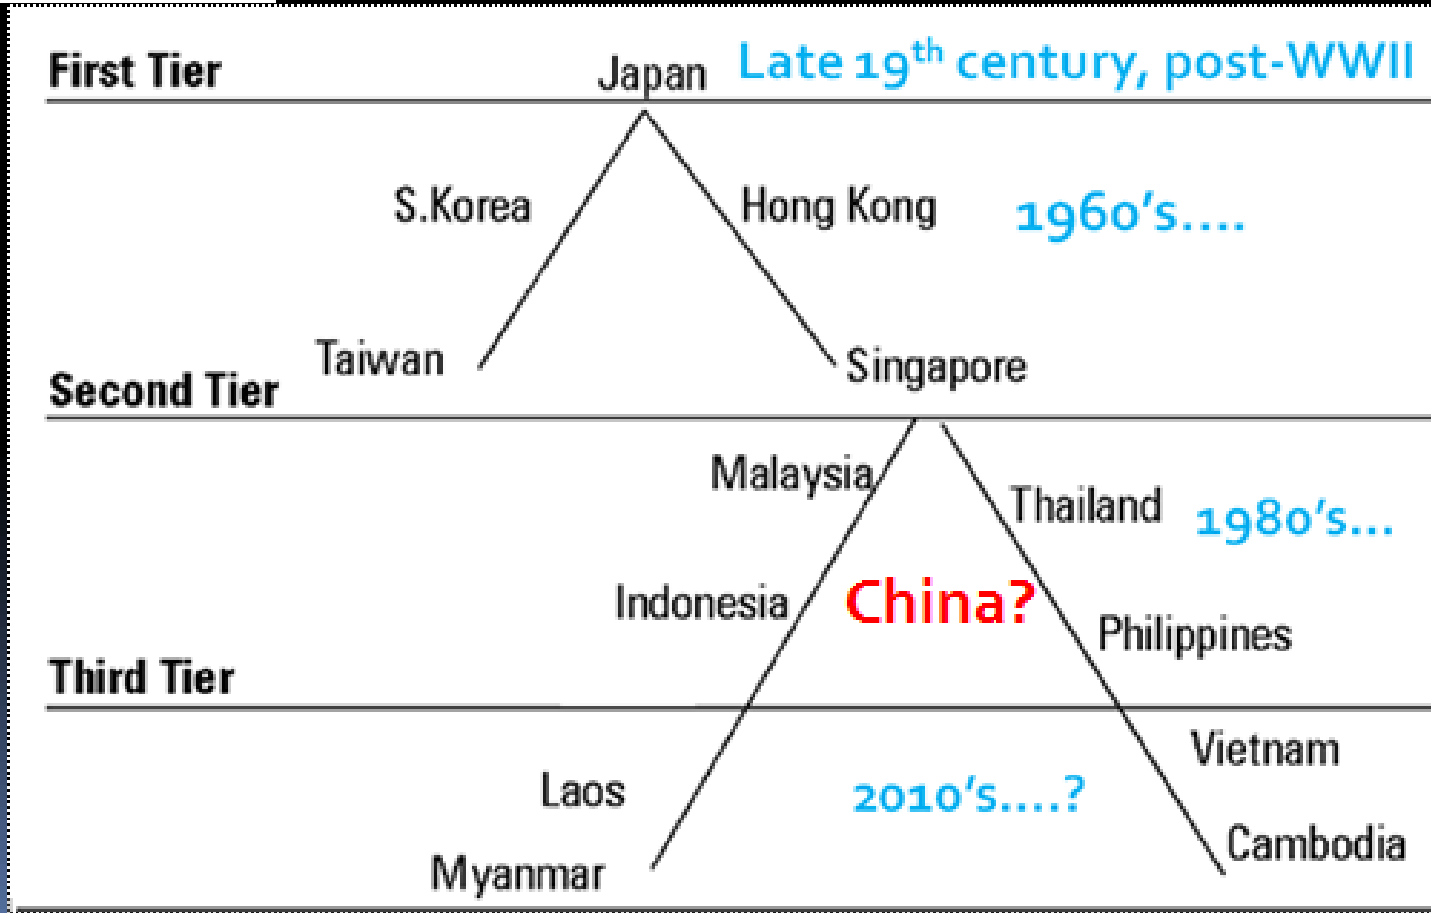 First Tier
Japan
Late 19th century, post-WWII
S.Korea
Hong Kong
1960's....
Taiwan
Singapore
Second Tier
Malaysia
Thailand
1980's...
Indonesia
China?
Philippines
Third Tier
Vietnam
Laos
2010's....?
Cambodia
Myanmar